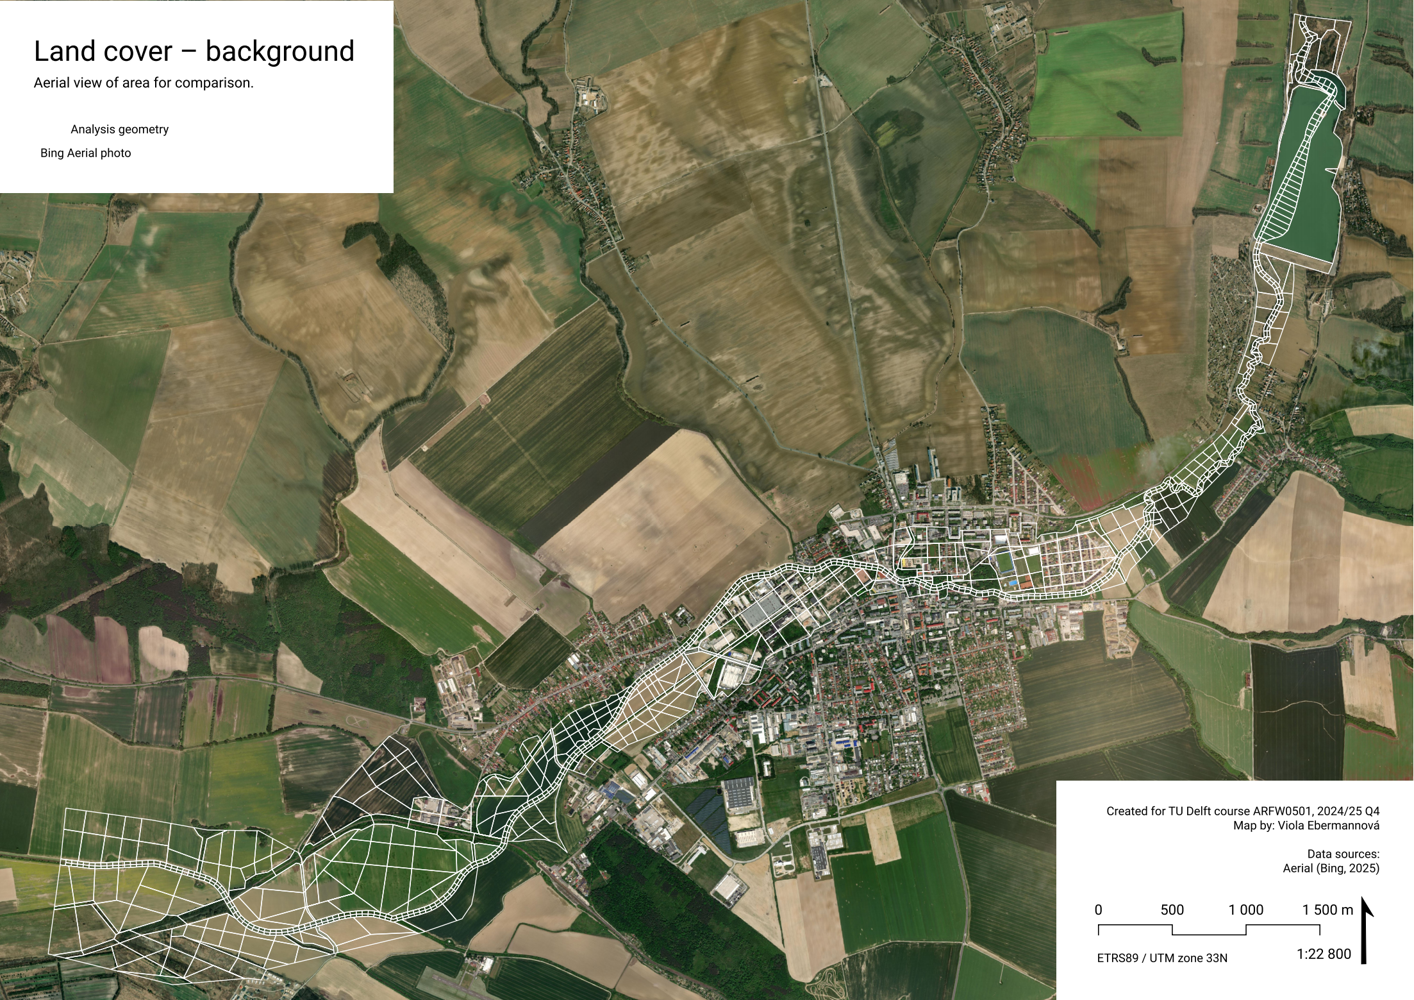 Land cover – background
Aerial view of area for comparison.
Analysis geometry
Bing Aerial photo
Created for TU Delft course ARFW0501, 2024/25 Q4
Map by: Viola Ebermannová
Data sources:
Aerial (Bing, 2025)
0 500 1 000 1 500 m
ETRS89 / UTM zone 33N
1:22 800